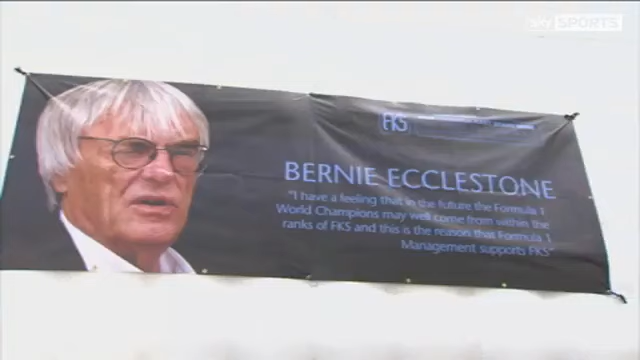 sky SPORTS
FKS
BERNIE ECCLESTONE
"I have a feeling that in the future the Formula 1
World Champions may well come from within the
ranks of FKS and this is the reason that Formula 1
Management supports FKS"